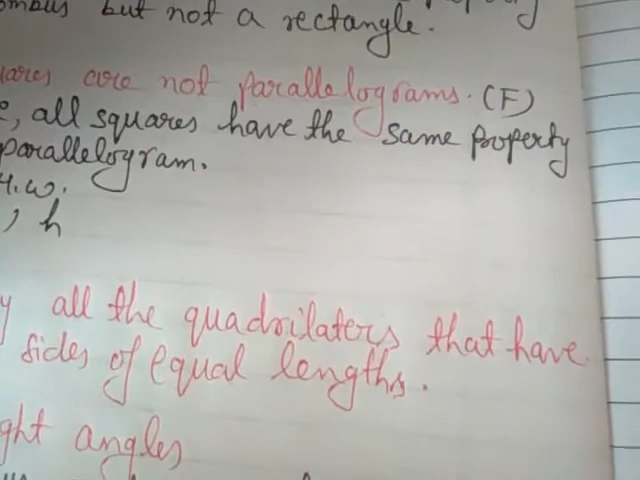 but not a rectangle.
are not parallelograms. (F)
, all squares have the same property
parallelogram.
H.W.
, h
all the quadrilaters that have
sides of equal lengths.
angles